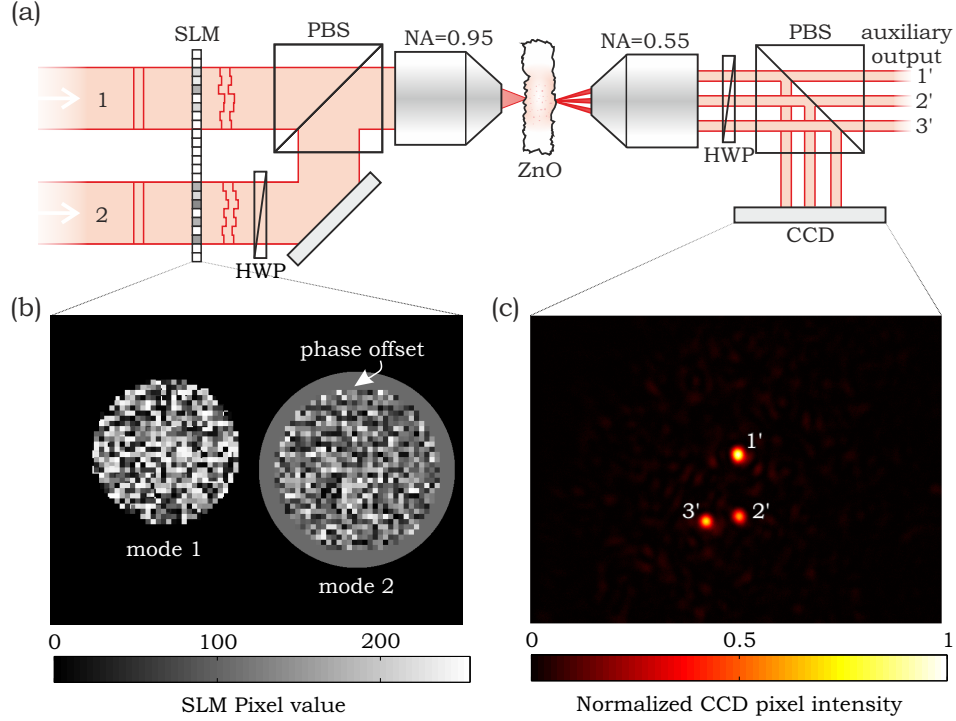 (a)
SLM
PBS
NA=0.95
NA=0.55
PBS
auxiliary
output
1
1'
2'
3'
ZnO
HWP
2
HWP
CCD
(b)
(c)
phase offset
1'
3'
2'
mode 1
mode 2
0
100
200
0
0.5
1
SLM Pixel value
Normalized CCD pixel intensity